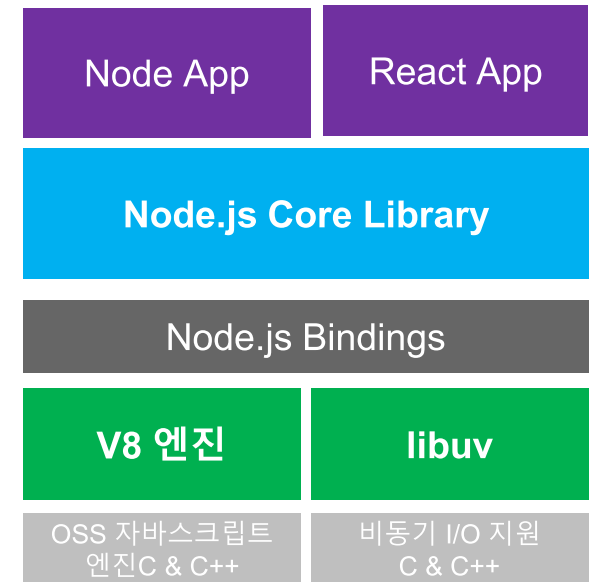 Node App
React App
Node.js Core Library
Node.js Bindings
V8 엔진
libuv
OSS 자바스크립트
엔진C & C++
비동기 I/O 지원
C & C++